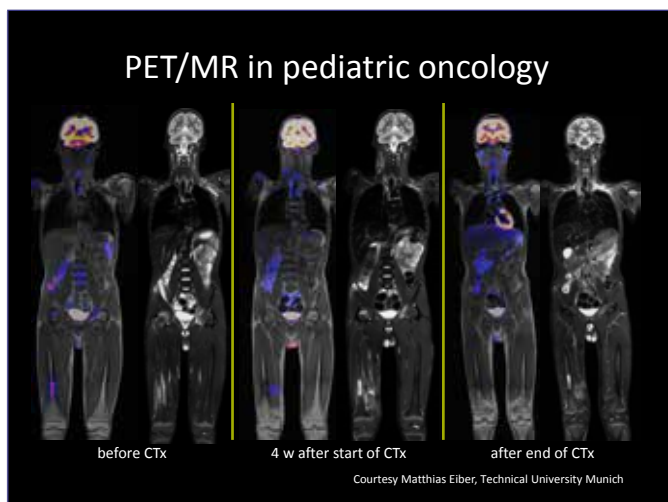 PET/MR in pediatric oncology
before CTx
4 w after start of CTx
after end of CTx
Courtesy Matthias Eiber, Technical University Munich